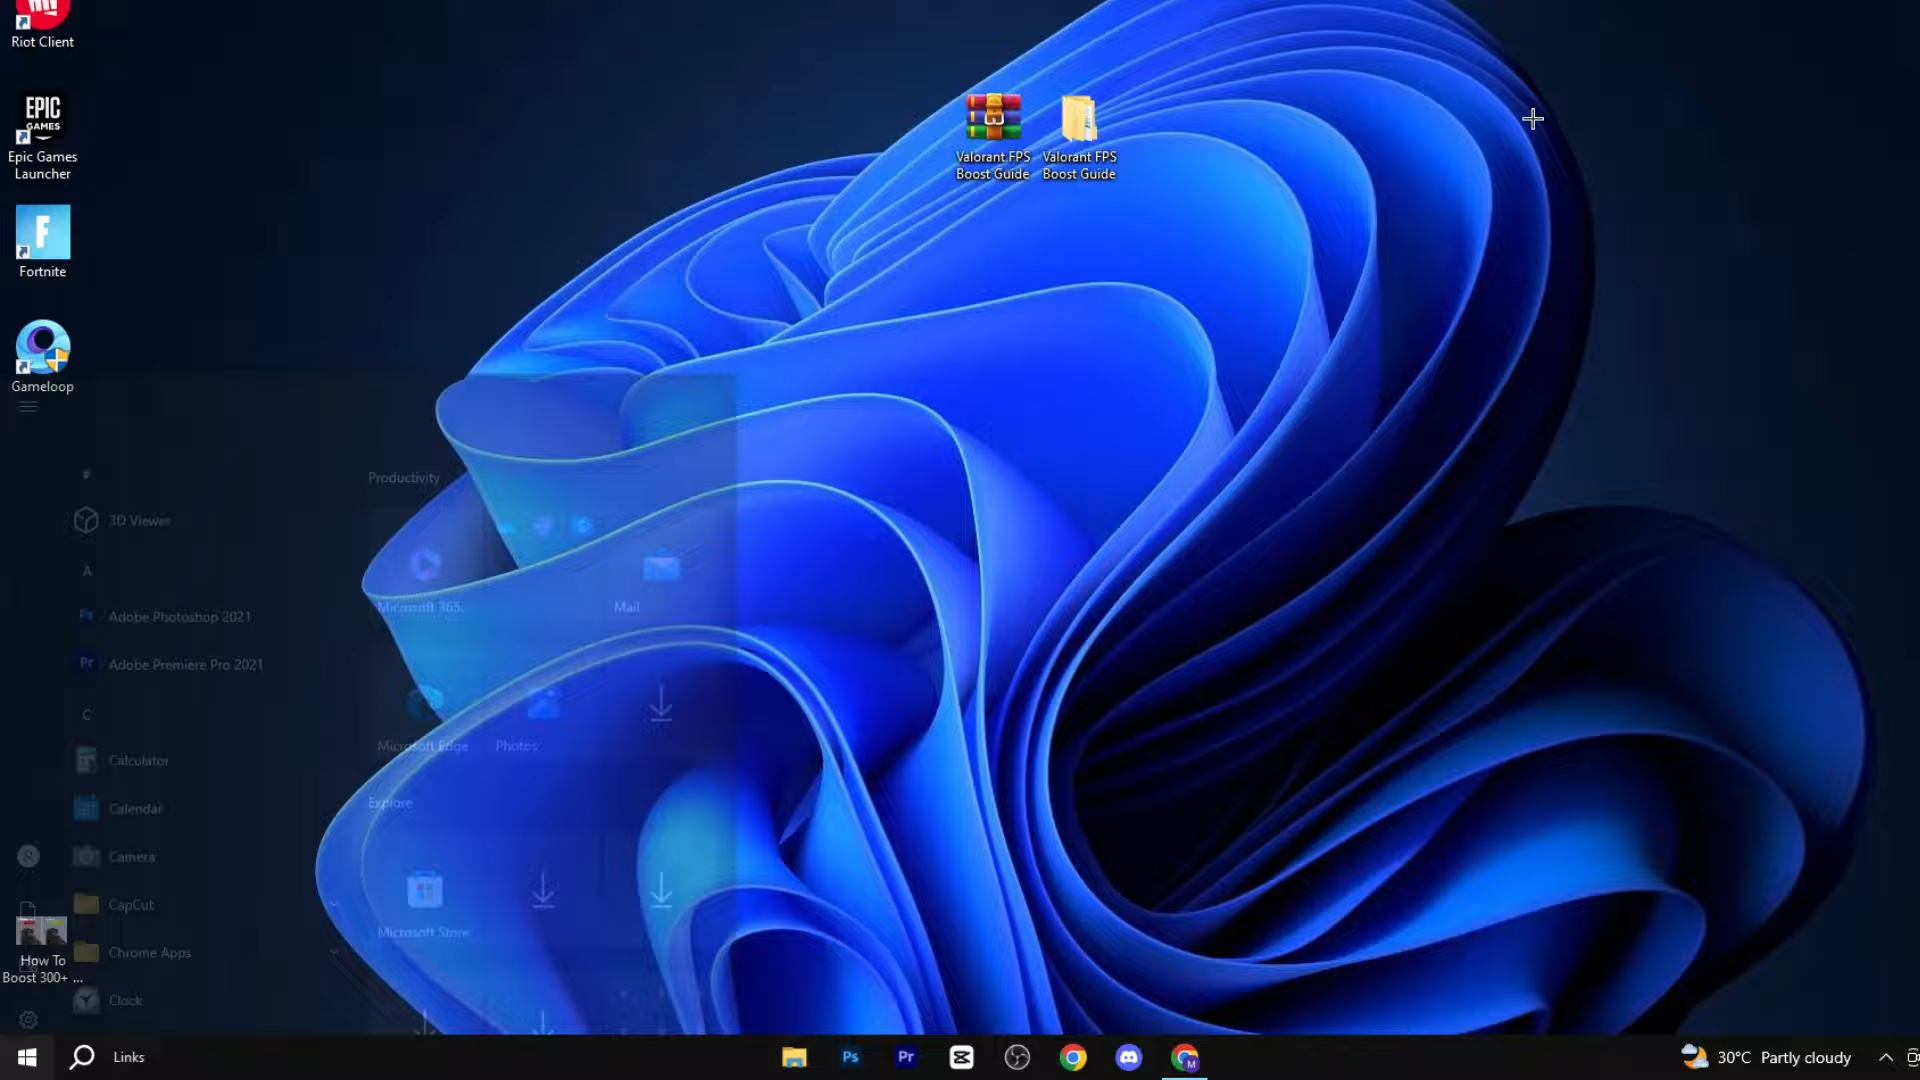 Riot Client
EPIC
GAMES
Epic Games
Launcher
F
Fortnite
Gameloop
Valorant FPS
Boost Guide
Valorant FPS
Boost Guide
#
3D Viewer
A
Ps Adobe Photoshop 2021
Pr Adobe Premiere Pro 2021
C
Calculator
Calendar
Camera
CapCut
Chrome Apps
Clock
Productivity
Microsoft 365
Mail
Microsoft Edge
Photos
Explore
Microsoft Store
How To
Boost 300+ ...
Links
Ps
Pr
M
30°C Partly cloudy